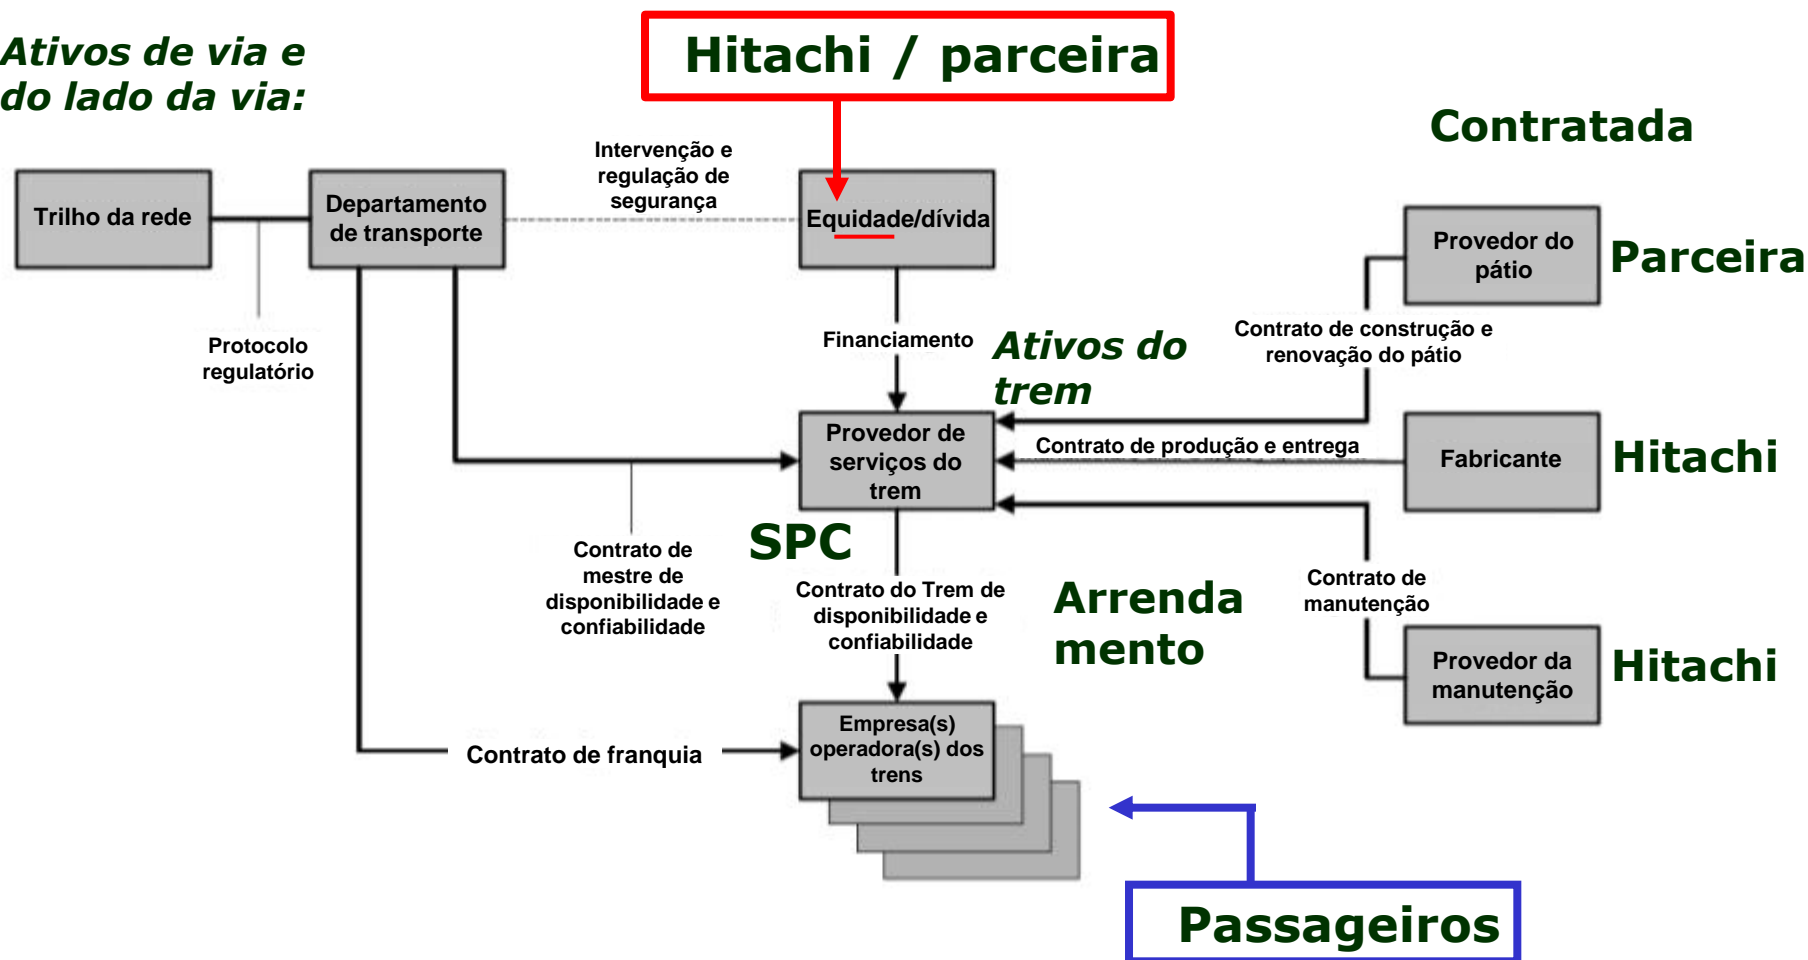 Ativos de via e
do lado da via:
Hitachi / parceira
Contratada
Intervenção e
regulação de
segurança
Trilho da rede
Departamento
de transporte
Equidade/dívida
Provedor do
pátio
Parceira
Protocolo
regulatório
Financiamento
Ativos do
trem
Contrato de construção e
renovação do pátio
Provedor de
serviços do
trem
Contrato de produção e entrega
Fabricante
Hitachi
SPC
Contrato de
mestre de
disponibilidade e
confiabilidade
Contrato do Trem de
disponibilidade e
confiabilidade
Arrenda
mento
Contrato de
manutenção
Provedor da
manutenção
Hitachi
Empresa(s)
operadora(s) dos
trens
Contrato de franquia
Passageiros